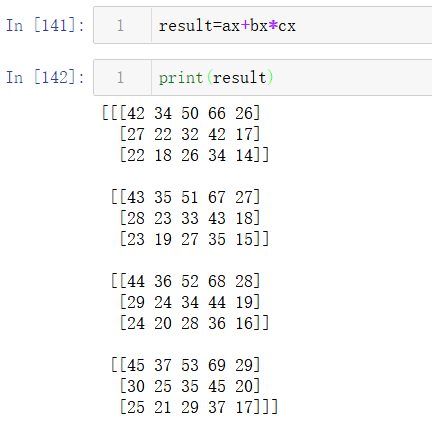 In [141]: 1 result=ax+bx*cx
In [142]: 1 print(result)
[[[42 34 50 66 26]
[27 22 32 42 17]
[22 18 26 34 14]]
[[43 35 51 67 27]
[28 23 33 43 18]
[23 19 27 35 15]]
[[44 36 52 68 28]
[29 24 34 44 19]
[24 20 28 36 16]]
[[45 37 53 69 29]
[30 25 35 45 20]
[25 21 29 37 17]]]